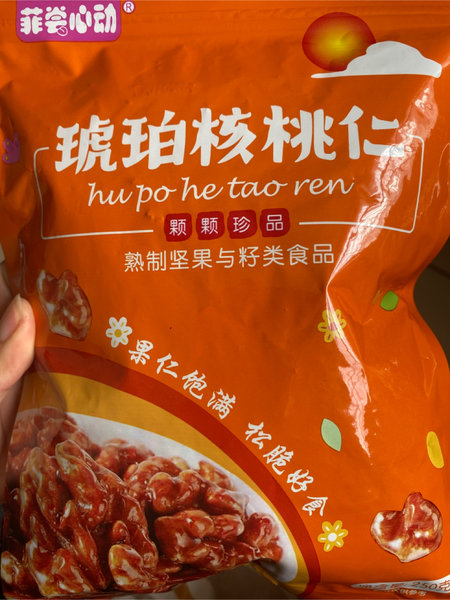 菲尝心动®
琥珀核桃仁
hu po he tao ren
颗颗珍品
熟制坚果与籽类食品
果仁饱满 松脆好食